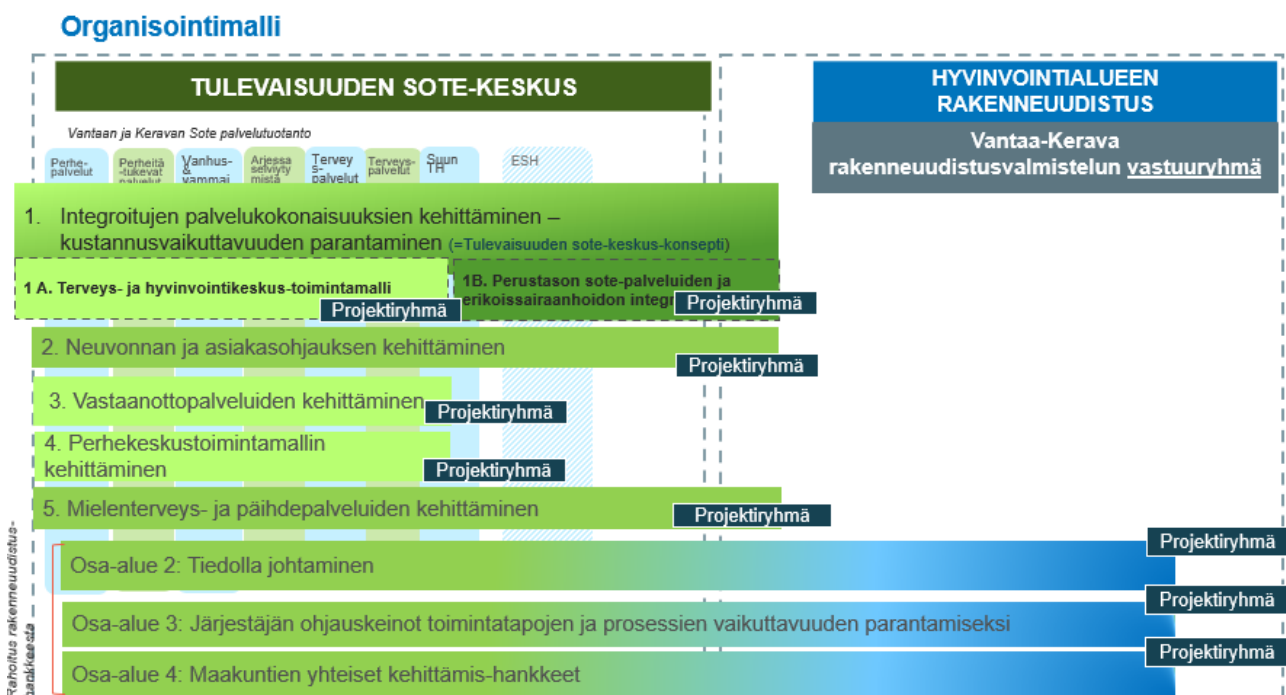 Organisointimalli
TULEVAISUUDEN SOTE-KESKUS
HYVINVOINTIALUEEN
RAKENNEUUDISTUS
Vantaa-Kerava
rakenneuudistusvalmistelun vastuuryhmä
Vantaan ja Keravan Sote palvelutuotanto
Perhe-
palvelut
Perheitä
-tukevat
palvelut
Vanhus-
&
vammai
Arjessa
selviyty
mistä
Tervey
s-
palvelut
Terveys-
palvelut
Suun
TH
ESH
1. Integroitujen palvelukokonaisuuksien kehittäminen –
kustannusvaikuttavuuden parantaminen (=Tulevaisuuden sote-keskus-konsepti)
1 A. Terveys- ja hyvinvointikeskus-toimintamalli
Projektiryhmä
1B. Perustason sote-palveluiden ja
erikoissairaanhoidon integr
Projektiryhmä
2. Neuvonnan ja asiakasohjauksen kehittäminen
Projektiryhmä
3. Vastaanottopalveluiden kehittäminen
Projektiryhmä
4. Perhekeskustoimintamallin
kehittäminen
Projektiryhmä
5. Mielenterveys- ja päihdepalveluiden kehittäminen
Projektiryhmä
Rahoitus rakenneuudistus-
hankkeesta
Osa-alue 2: Tiedolla johtaminen
Projektiryhmä
Osa-alue 3: Järjestäjän ohjauskeinot toimintatapojen ja prosessien vaikuttavuuden parantamiseksi
Projektiryhmä
Osa-alue 4: Maakuntien yhteiset kehittämis-hankkeet
Projektiryhmä